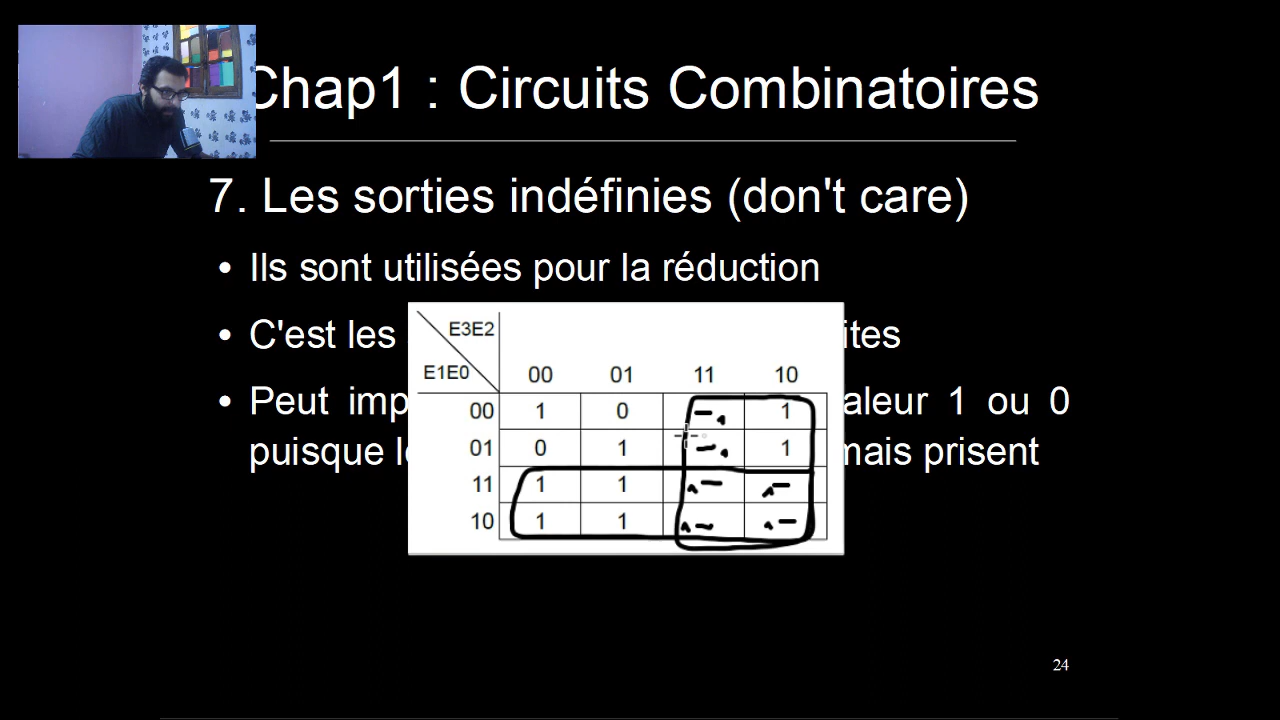 Chap1 : Circuits Combinatoires
7. Les sorties indéfinies (don't care)
• Ils sont utilisées pour la réduction
• C'est les ites
• Peut imp aleur 1 ou 0
puisque l mais prisent
E3E2
E1E0 00 01 11 10
00 1 0 - 1
01 0 1 - 1
11 1 1 - -
10 1 1 - -
24